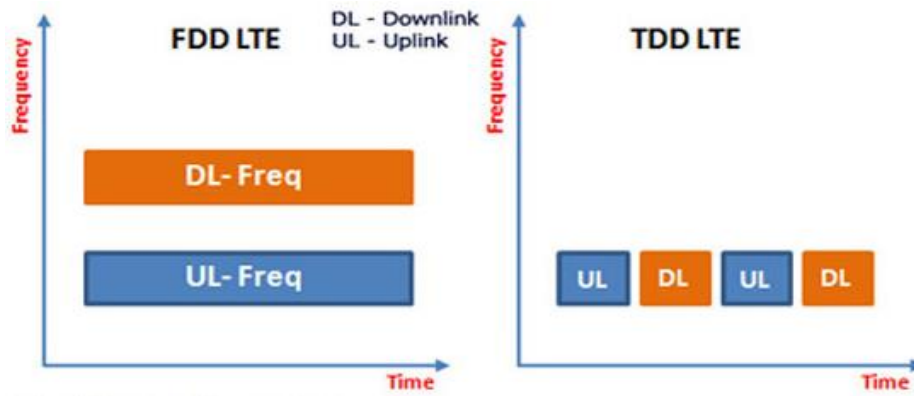 FDD LTE
DL - Downlink
UL - Uplink
TDD LTE
Frequency
DL- Freq
UL- Freq
Time
Frequency
UL DL UL DL
Time